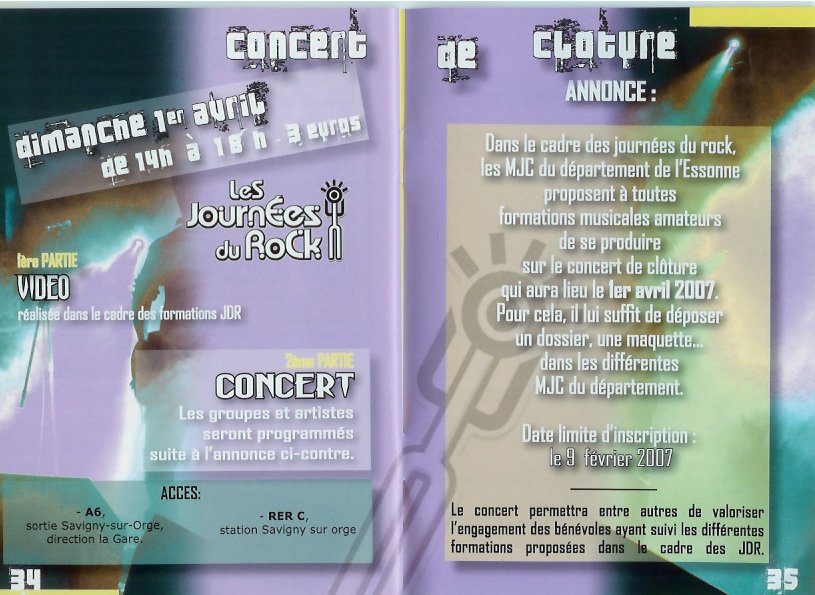 concert
dimanche 1er avril
de 14h à 18 h - 3 euros
Les
Journées
du Rock
1ère PARTIE
VIDEO
réalisée dans le cadre des formations JDR
2ème PARTIE
CONCERT
Les groupes et artistes
seront programmés
suite à l'annonce ci-contre.
ACCES:
- A6,
sortie Savigny-sur-Orge,
direction la Gare.
- RER C,
station Savigny sur orge
34
de cloture
ANNONCE :
Dans le cadre des journées du rock,
les MJC du département de l'Essonne
proposent à toutes
formations musicales amateurs
de se produire
sur le concert de clôture
qui aura lieu le 1er avril 2007.
Pour cela, il lui suffit de déposer
un dossier, une maquette...
dans les différentes
MJC du département.
Date limite d'inscription :
le 9 février 2007
Le concert permettra entre autres de valoriser
l'engagement des bénévoles ayant suivi les différentes
formations proposées dans le cadre des JDR.
35